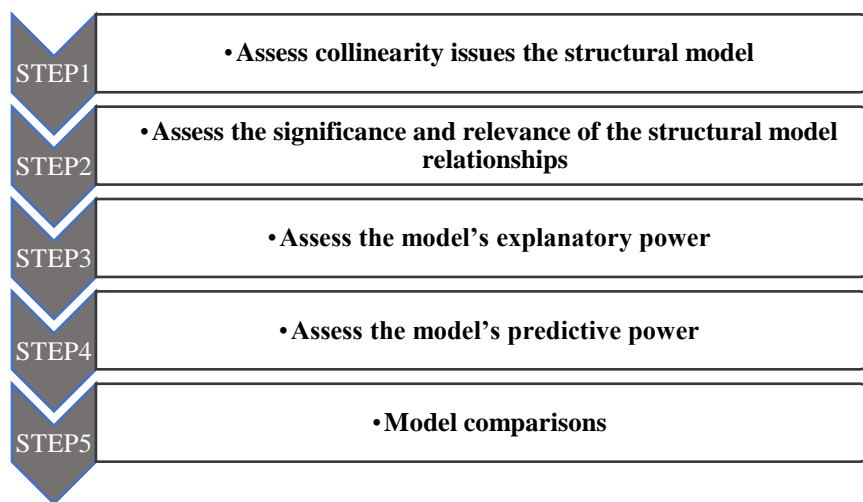 STEP1
•Assess collinearity issues the structural model
STEP2
•Assess the significance and relevance of the structural model
relationships
STEP3
•Assess the model's explanatory power
STEP4
•Assess the model's predictive power
STEP5
•Model comparisons